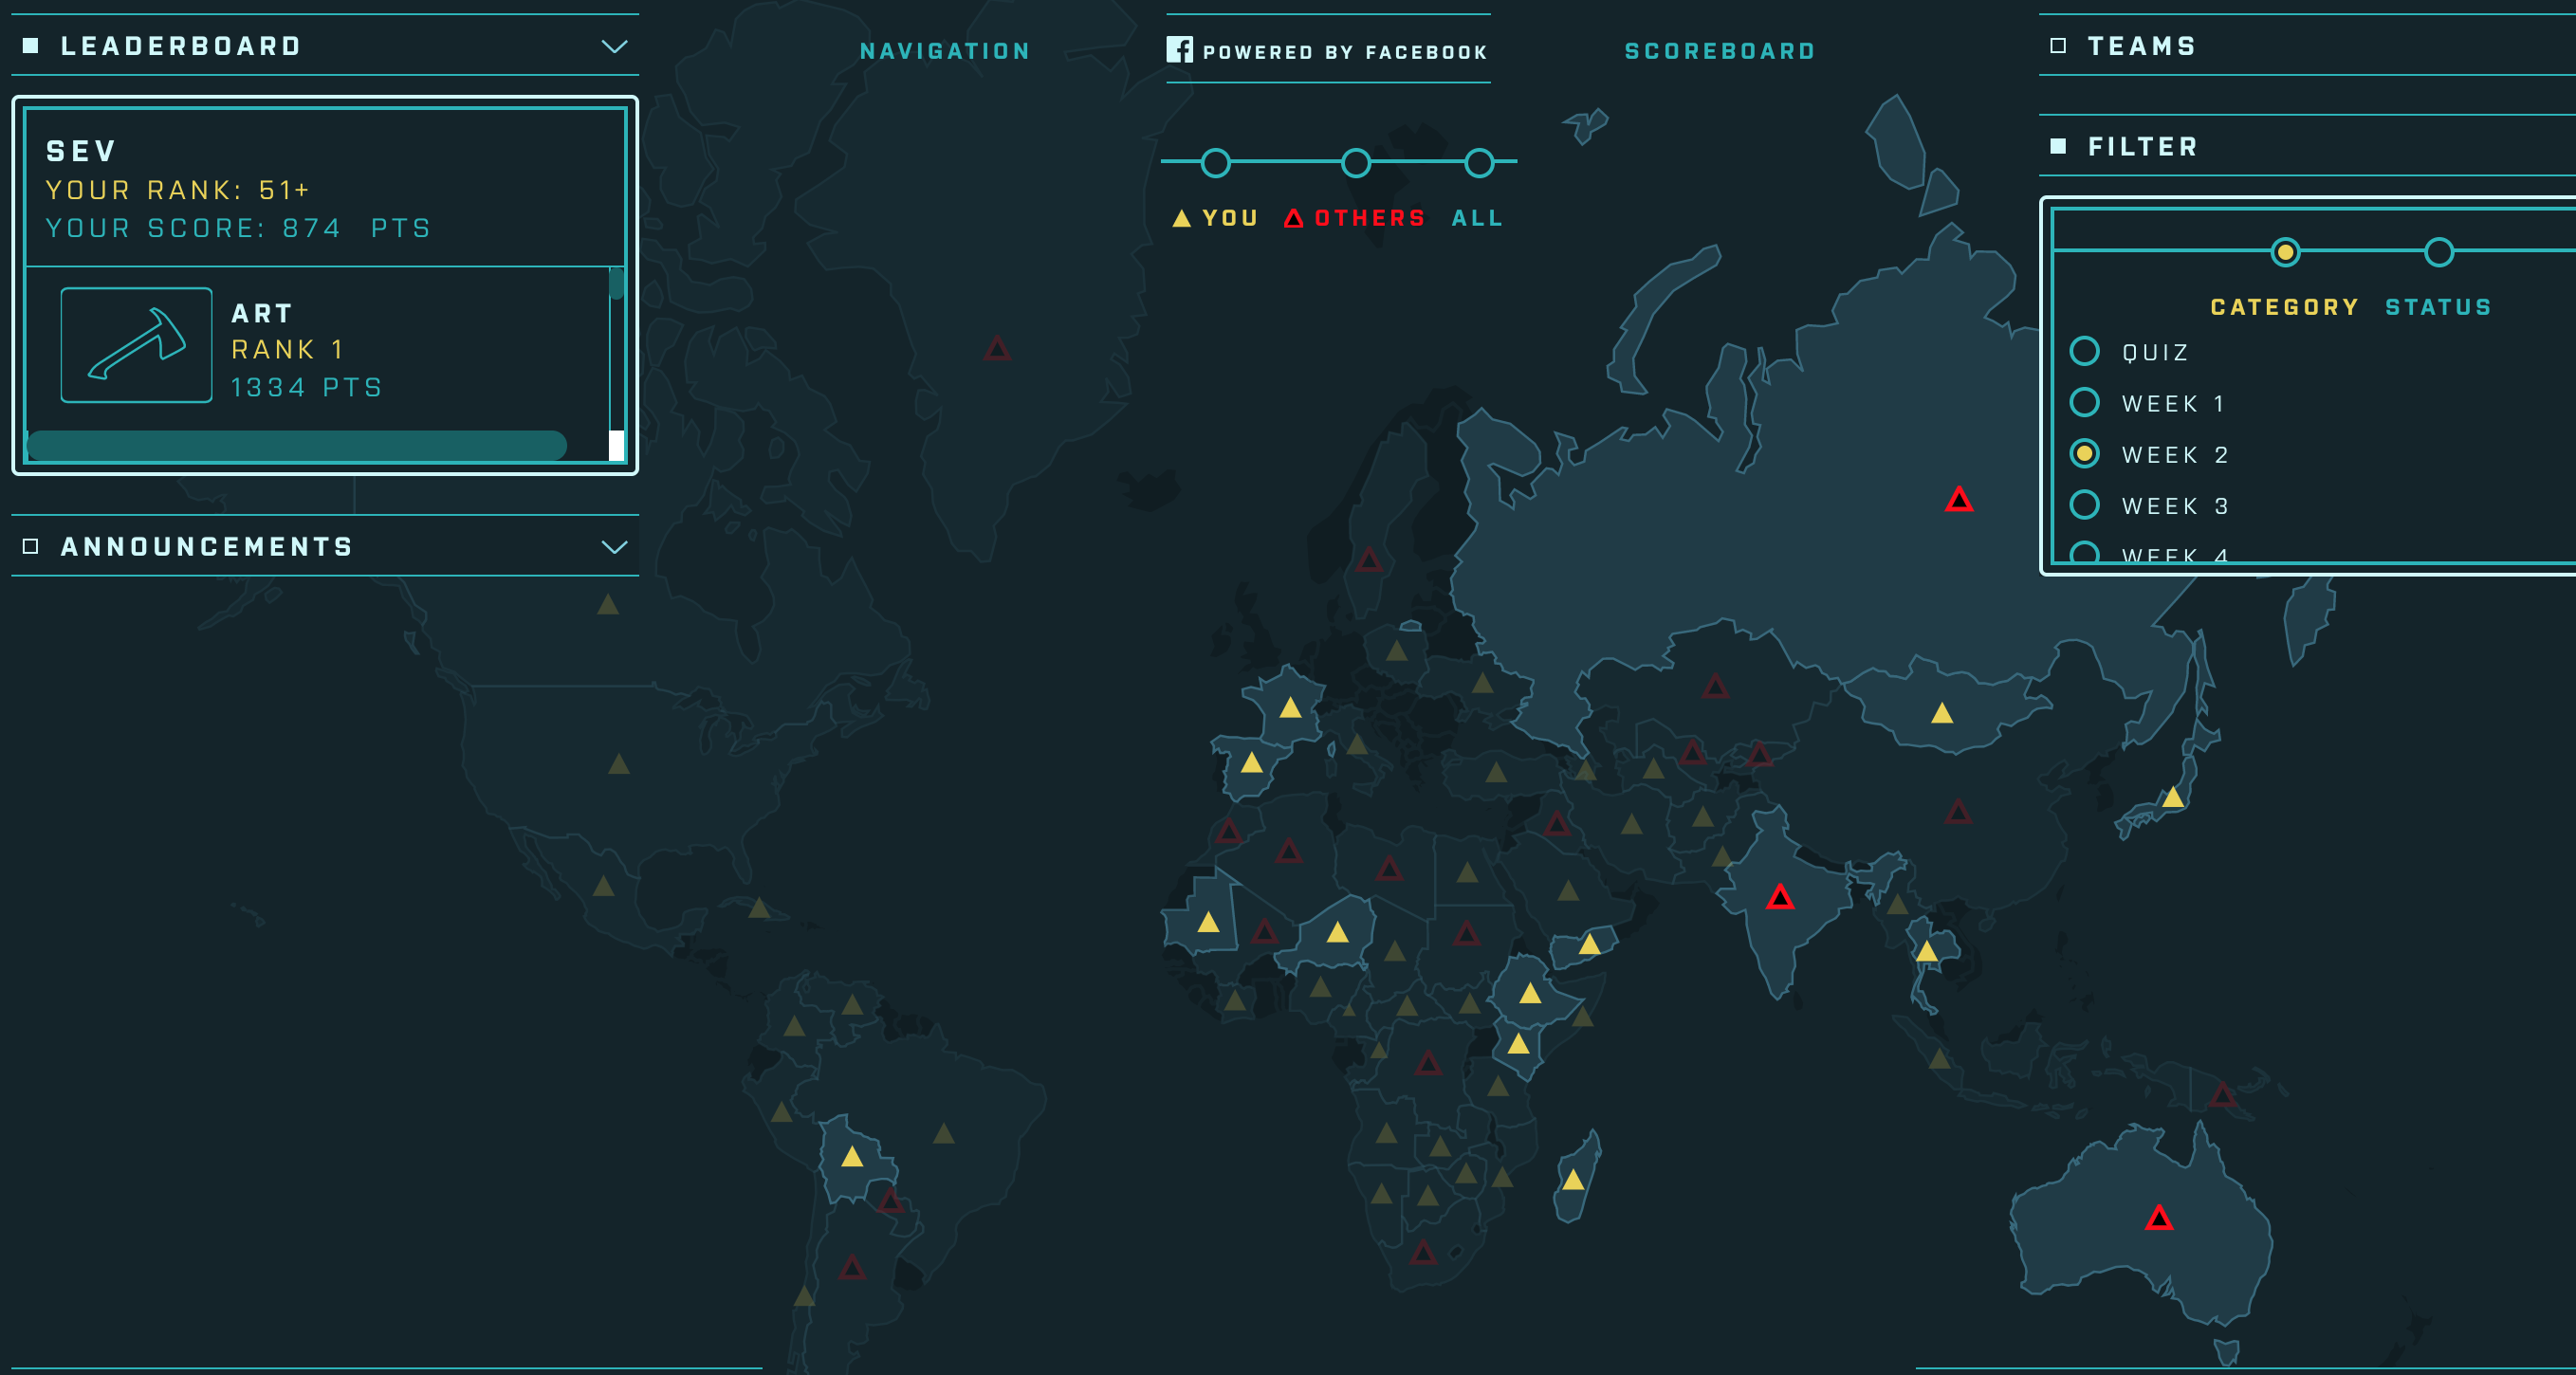 LEADERBOARD
SEV
YOUR RANK: 51+
YOUR SCORE: 874 PTS
ART
RANK 1
1334 PTS
ANNOUNCEMENTS
NAVIGATION
POWERED BY FACEBOOK
SCOREBOARD
YOU OTHERS ALL
TEAMS
FILTER
CATEGORY STATUS
QUIZ
WEEK 1
WEEK 2
WEEK 3
WEEK 4